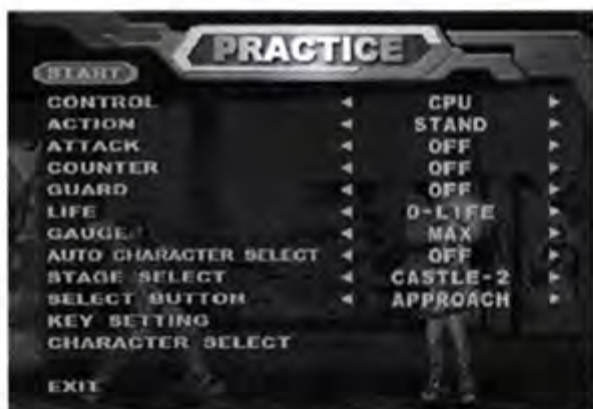 PRACTICE
START
CONTROL ◄ CPU ►
ACTION ◄ STAND ►
ATTACK ◄ OFF ►
COUNTER ◄ OFF ►
GUARD ◄ OFF ►
LIFE ◄ 0-LIFE ►
GAUGE ◄ MAX ►
AUTO CHARACTER SELECT ◄ OFF ►
STAGE SELECT ◄ CASTLE-2 ►
SELECT BUTTON ◄ APPROACH ►
KEY SETTING
CHARACTER SELECT
EXIT